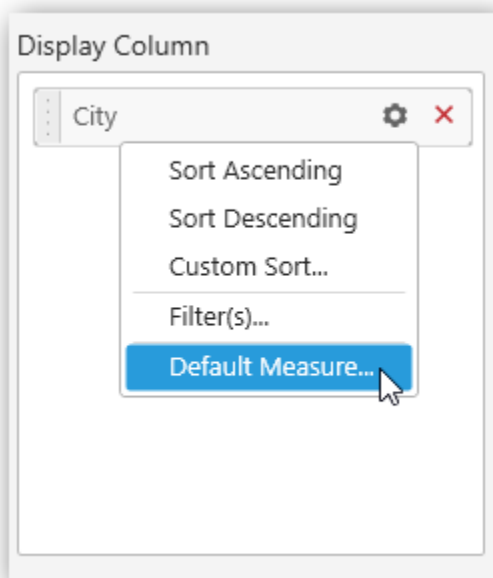 Display Column
City
Sort Ascending
Sort Descending
Custom Sort...
Filter(s)...
Default Measure...